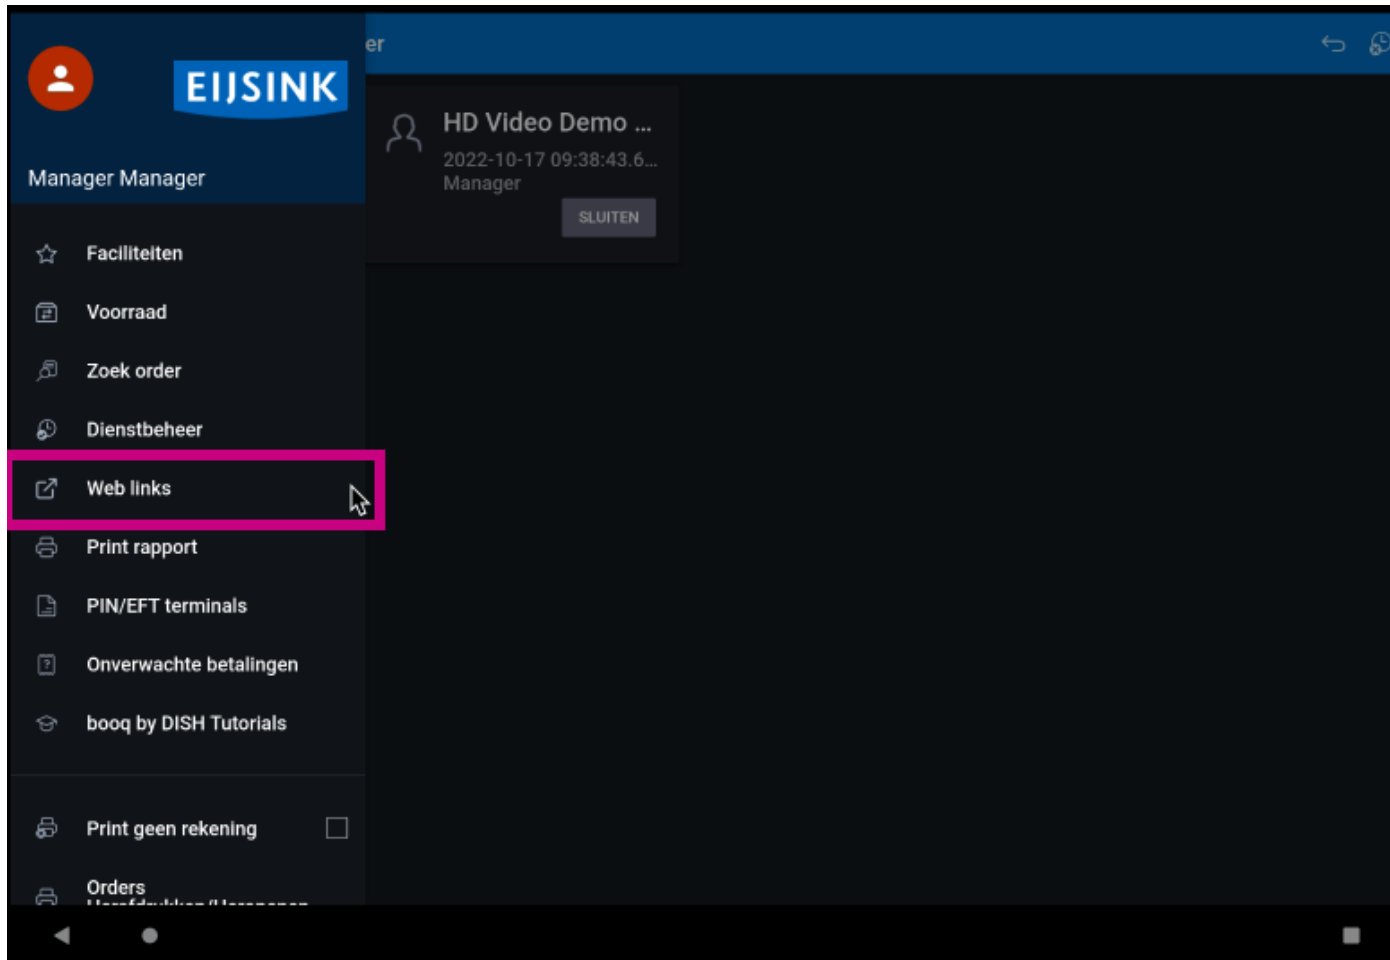 er
EIJSINK
Manager Manager
HD Video Demo ...
2022-10-17 09:38:43.6...
Manager
SLUITEN
Faciliteiten
Voorraad
Zoek order
Dienstbeheer
Web links
Print rapport
PIN/EFT terminals
Onverwachte betalingen
booq by DISH Tutorials
Print geen rekening
Orders